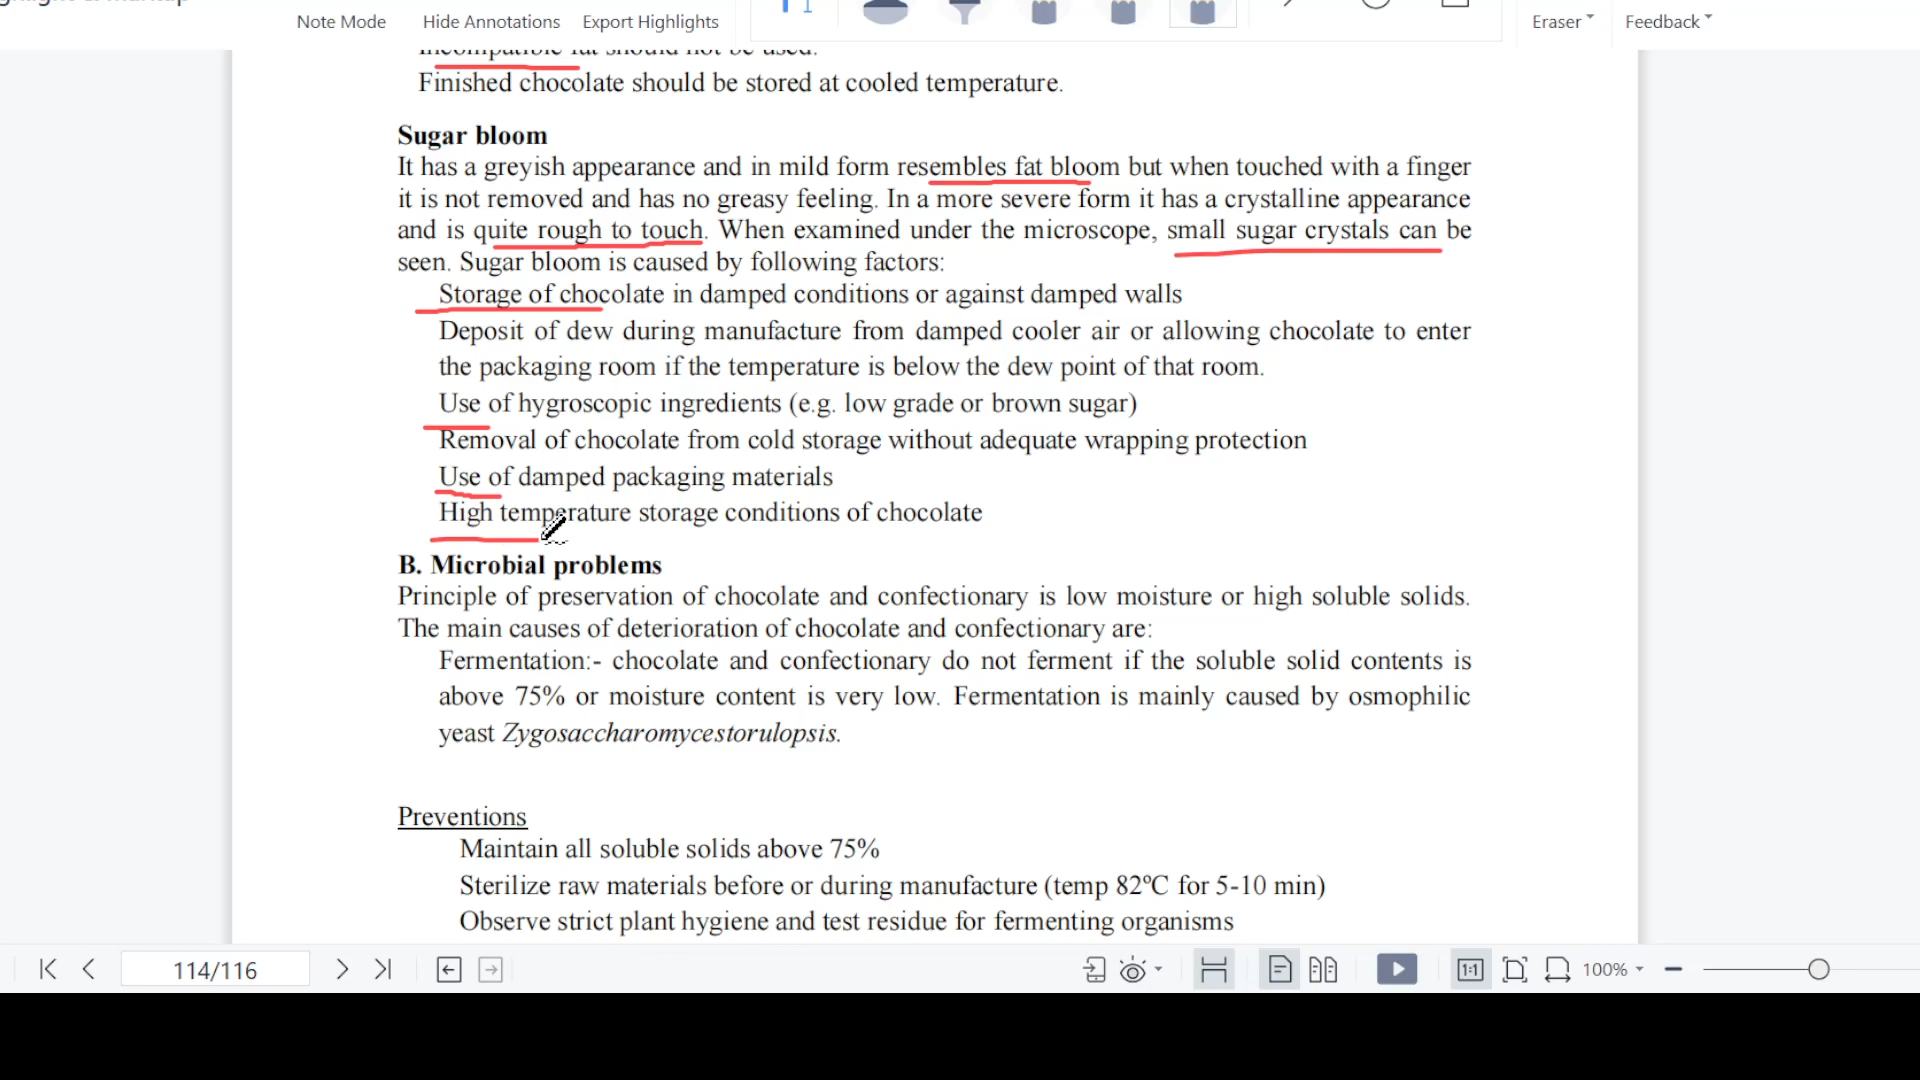 Note Mode Hide Annotations Export Highlights Eraser Feedback
Incompatible fat should not be used.
Finished chocolate should be stored at cooled temperature.
Sugar bloom
It has a greyish appearance and in mild form resembles fat bloom but when touched with a finger
it is not removed and has no greasy feeling. In a more severe form it has a crystalline appearance
and is quite rough to touch. When examined under the microscope, small sugar crystals can be
seen. Sugar bloom is caused by following factors:
Storage of chocolate in damped conditions or against damped walls
Deposit of dew during manufacture from damped cooler air or allowing chocolate to enter
the packaging room if the temperature is below the dew point of that room.
Use of hygroscopic ingredients (e.g. low grade or brown sugar)
Removal of chocolate from cold storage without adequate wrapping protection
Use of damped packaging materials
High temperature storage conditions of chocolate
B. Microbial problems
Principle of preservation of chocolate and confectionary is low moisture or high soluble solids.
The main causes of deterioration of chocolate and confectionary are:
Fermentation:- chocolate and confectionary do not ferment if the soluble solid contents is
above 75% or moisture content is very low. Fermentation is mainly caused by osmophilic
yeast Zygosaccharomycestorulopsis.
Preventions
Maintain all soluble solids above 75%
Sterilize raw materials before or during manufacture (temp 82ºC for 5-10 min)
Observe strict plant hygiene and test residue for fermenting organisms
114/116 1:1 100%